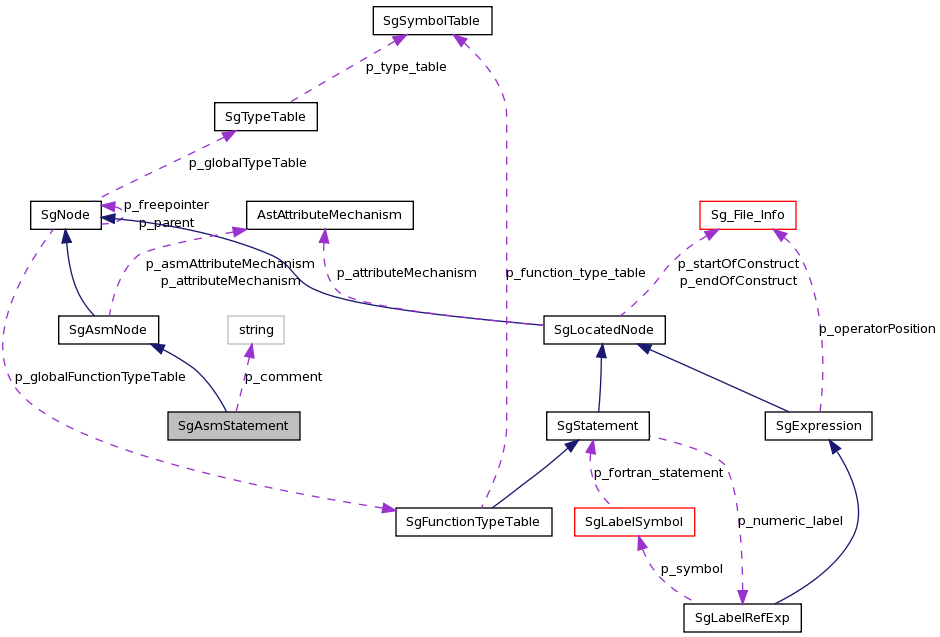 SgSymbolTable
p_type_table
SgTypeTable
p_globalTypeTable
SgNode
p_freepointer
p_parent
AstAttributeMechanism
Sg_File_Info
p_asmAttributeMechanism
p_attributeMechanism
p_attributeMechanism
p_function_type_table
p_startOfConstruct
p_endOfConstruct
SgAsmNode
string
SgLocatedNode
p_operatorPosition
p_globalFunctionTypeTable
p_comment
SgAsmStatement
SgStatement
SgExpression
p_fortran_statement
SgFunctionTypeTable
SgLabelSymbol
p_numeric_label
p_symbol
SgLabelRefExp